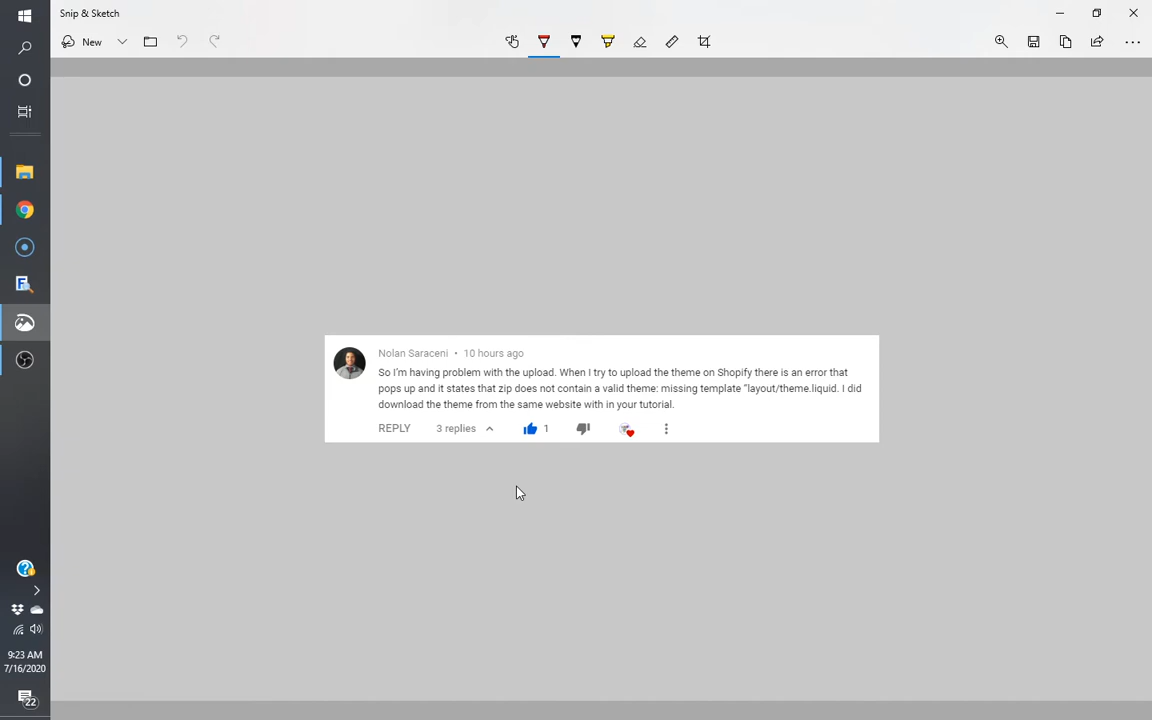 Snip & Sketch
New
Nolan Saraceni • 10 hours ago
So I'm having problem with the upload. When I try to upload the theme on Shopify there is an error that
pops up and it states that zip does not contain a valid theme: missing template "layout/theme.liquid. I did
download the theme from the same website with in your tutorial.
REPLY 3 replies 1
9:23 AM
7/16/2020
22